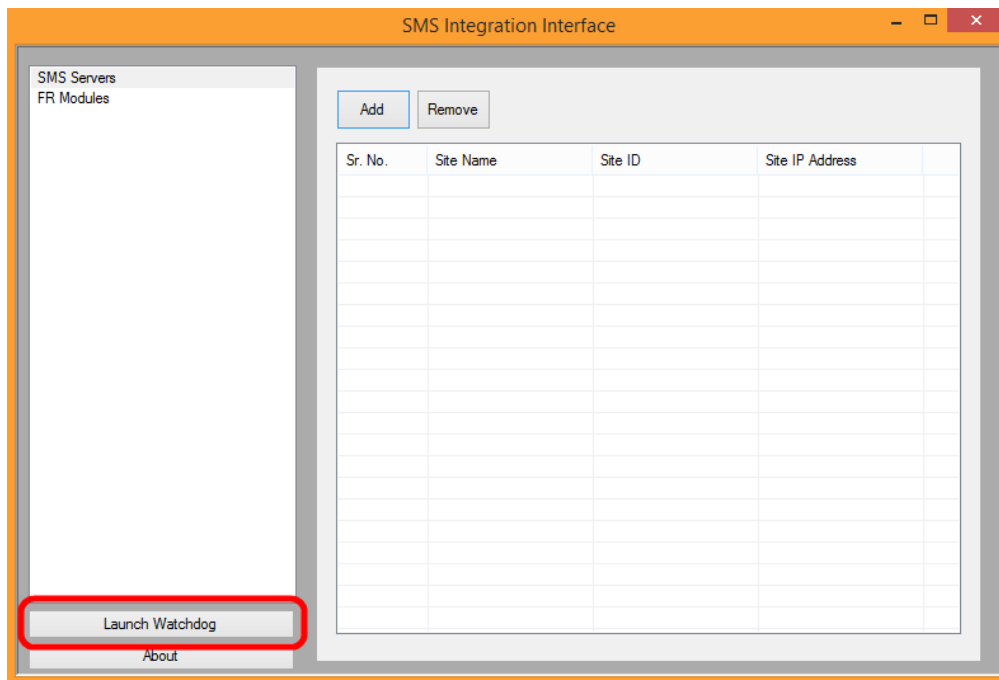 SMS Integration Interface
SMS Servers
FR Modules
Add Remove
Sr. No. Site Name Site ID Site IP Address
Launch Watchdog
About